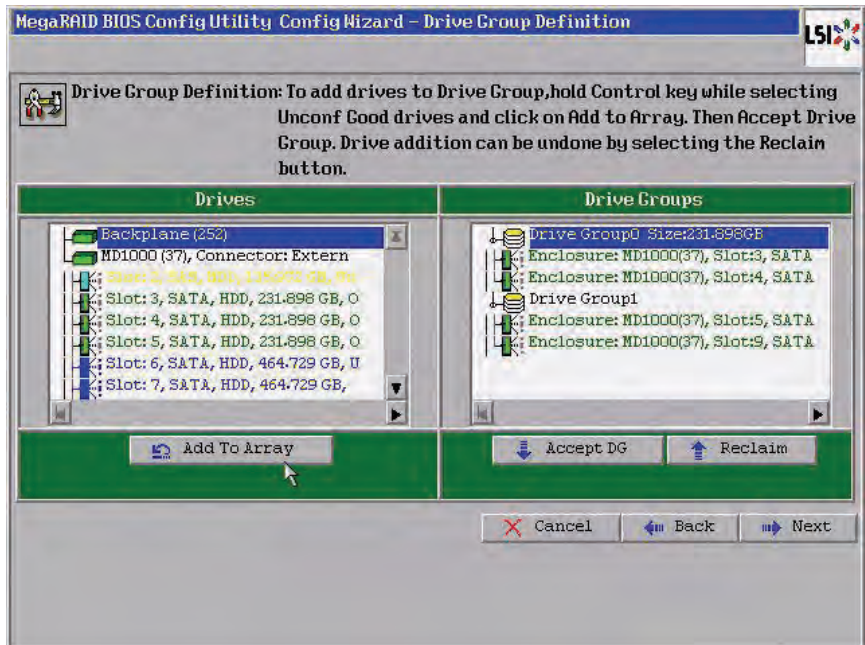 MegaRAID BIOS Config Utility Config Wizard – Drive Group Definition
LSI
Drive Group Definition: To add drives to Drive Group,hold Control key while selecting
Unconf Good drives and click on Add to Array. Then Accept Drive
Group. Drive addition can be undone by selecting the Reclaim
button.
Drives
Backplane (252)
MD1000 (37), Connector: Extern
Slot: 3, SATA, HDD, 231.898 GB, O
Slot: 4, SATA, HDD, 231.898 GB, O
Slot: 5, SATA, HDD, 231.898 GB, O
Slot: 6, SATA, HDD, 464.729 GB, U
Slot: 7, SATA, HDD, 464.729 GB,
Add To Array
Drive Groups
Drive Group0 Size:231.898GB
Enclosure: MD1000(37), Slot:3, SATA
Enclosure: MD1000(37), Slot:4, SATA
Drive Group1
Enclosure: MD1000(37), Slot:5, SATA
Enclosure: MD1000(37), Slot:9, SATA
Accept DG
Reclaim
Cancel
Back
Next